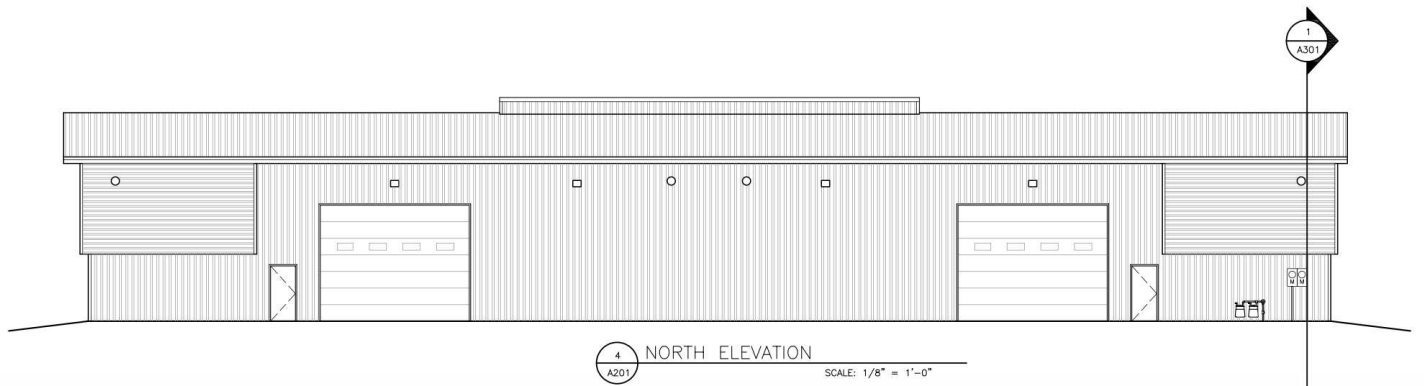 1
A301
M M
4
A201
NORTH ELEVATION
SCALE: 1/8" = 1'-0"